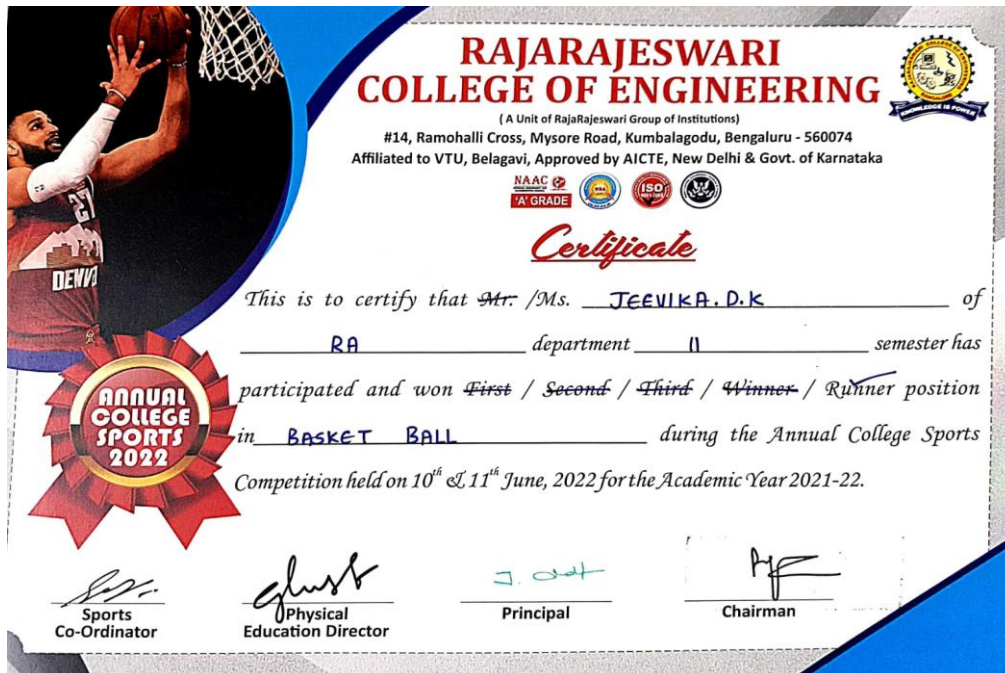 RAJARAJESWARI
COLLEGE OF ENGINEERING
( A Unit of RajaRajeswari Group of Institutions)
#14, Ramohalli Cross, Mysore Road, Kumbalagodu, Bengaluru - 560074
Affiliated to VTU, Belagavi, Approved by AICTE, New Delhi & Govt. of Karnataka
KNOWLEDGE IS POWER
NAAC
'A' GRADE
ISO
Certificate
27
DENV
This is to certify that Mr. /Ms. JEEVIKA.D.K of
RA department II semester has
participated and won First / Second / Third / Winner / Runner position
in BASKET BALL during the Annual College Sports
Competition held on 10th & 11th June, 2022 for the Academic Year 2021-22.
ANNUAL
COLLEGE
SPORTS
2022
Sports
Co-Ordinator
Physical
Education Director
Principal
Chairman